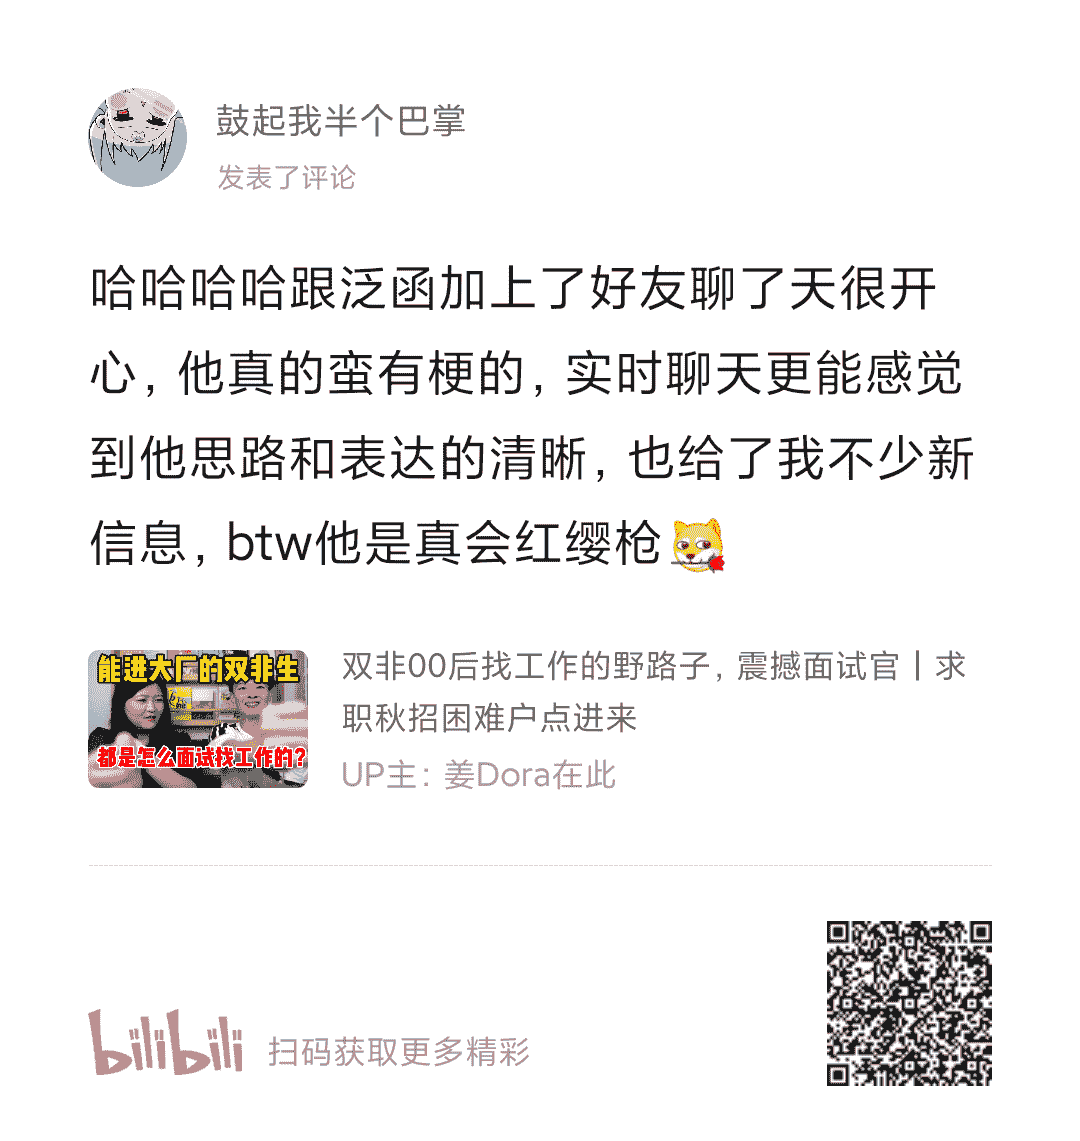 鼓起我半个巴掌
发表了评论
哈哈哈哈跟泛函加上了好友聊了天很开
心，他真的蛮有梗的，实时聊天更能感觉
到他思路和表达的清晰，也给了我不少新
信息，btw他是真会红缨枪
能进大厂的双非生
都是怎么面试找工作的?
双非00后找工作的野路子，震撼面试官丨求
职秋招困难户点进来
UP主：姜Dora在此
bilibili 扫码获取更多精彩